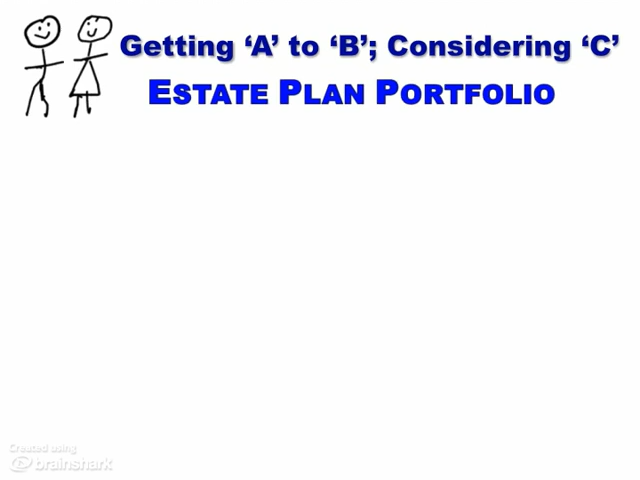 Getting ‘A’ to ‘B’; Considering ‘C’
ESTATE PLAN PORTFOLIO
Created using
brainshark